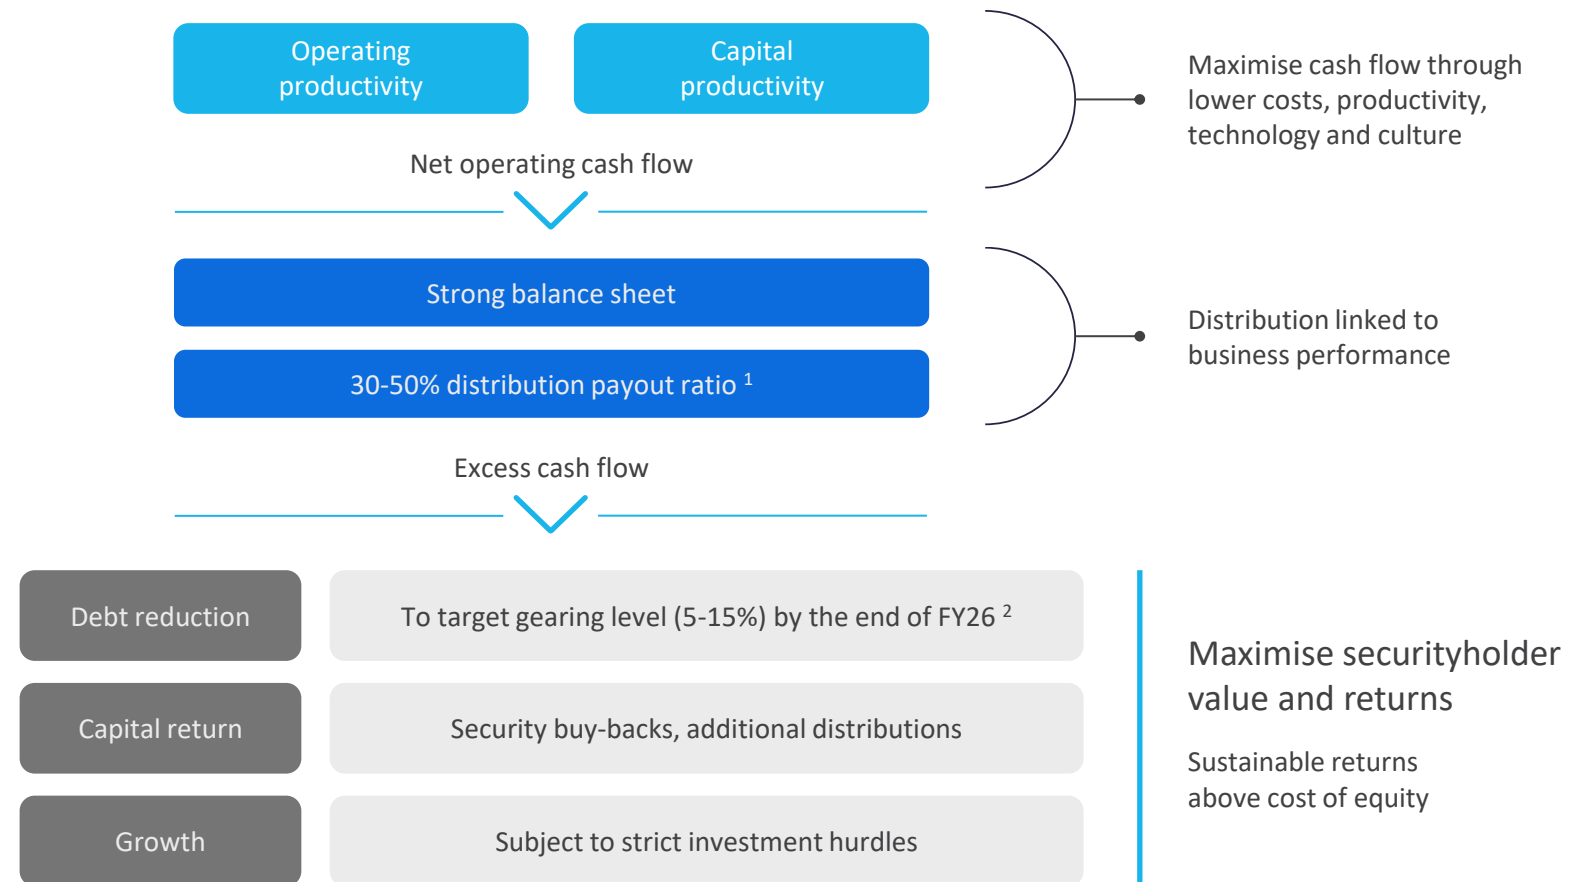 Operating
productivity
Capital
productivity
Maximise cash flow through
lower costs, productivity,
technology and culture
Net operating cash flow
Strong balance sheet
30-50% distribution payout ratio 1
Distribution linked to
business performance
Excess cash flow
Debt reduction
To target gearing level (5-15%) by the end of FY26 2
Capital return
Security buy-backs, additional distributions
Growth
Subject to strict investment hurdles
Maximise securityholder
value and returns
Sustainable returns
above cost of equity